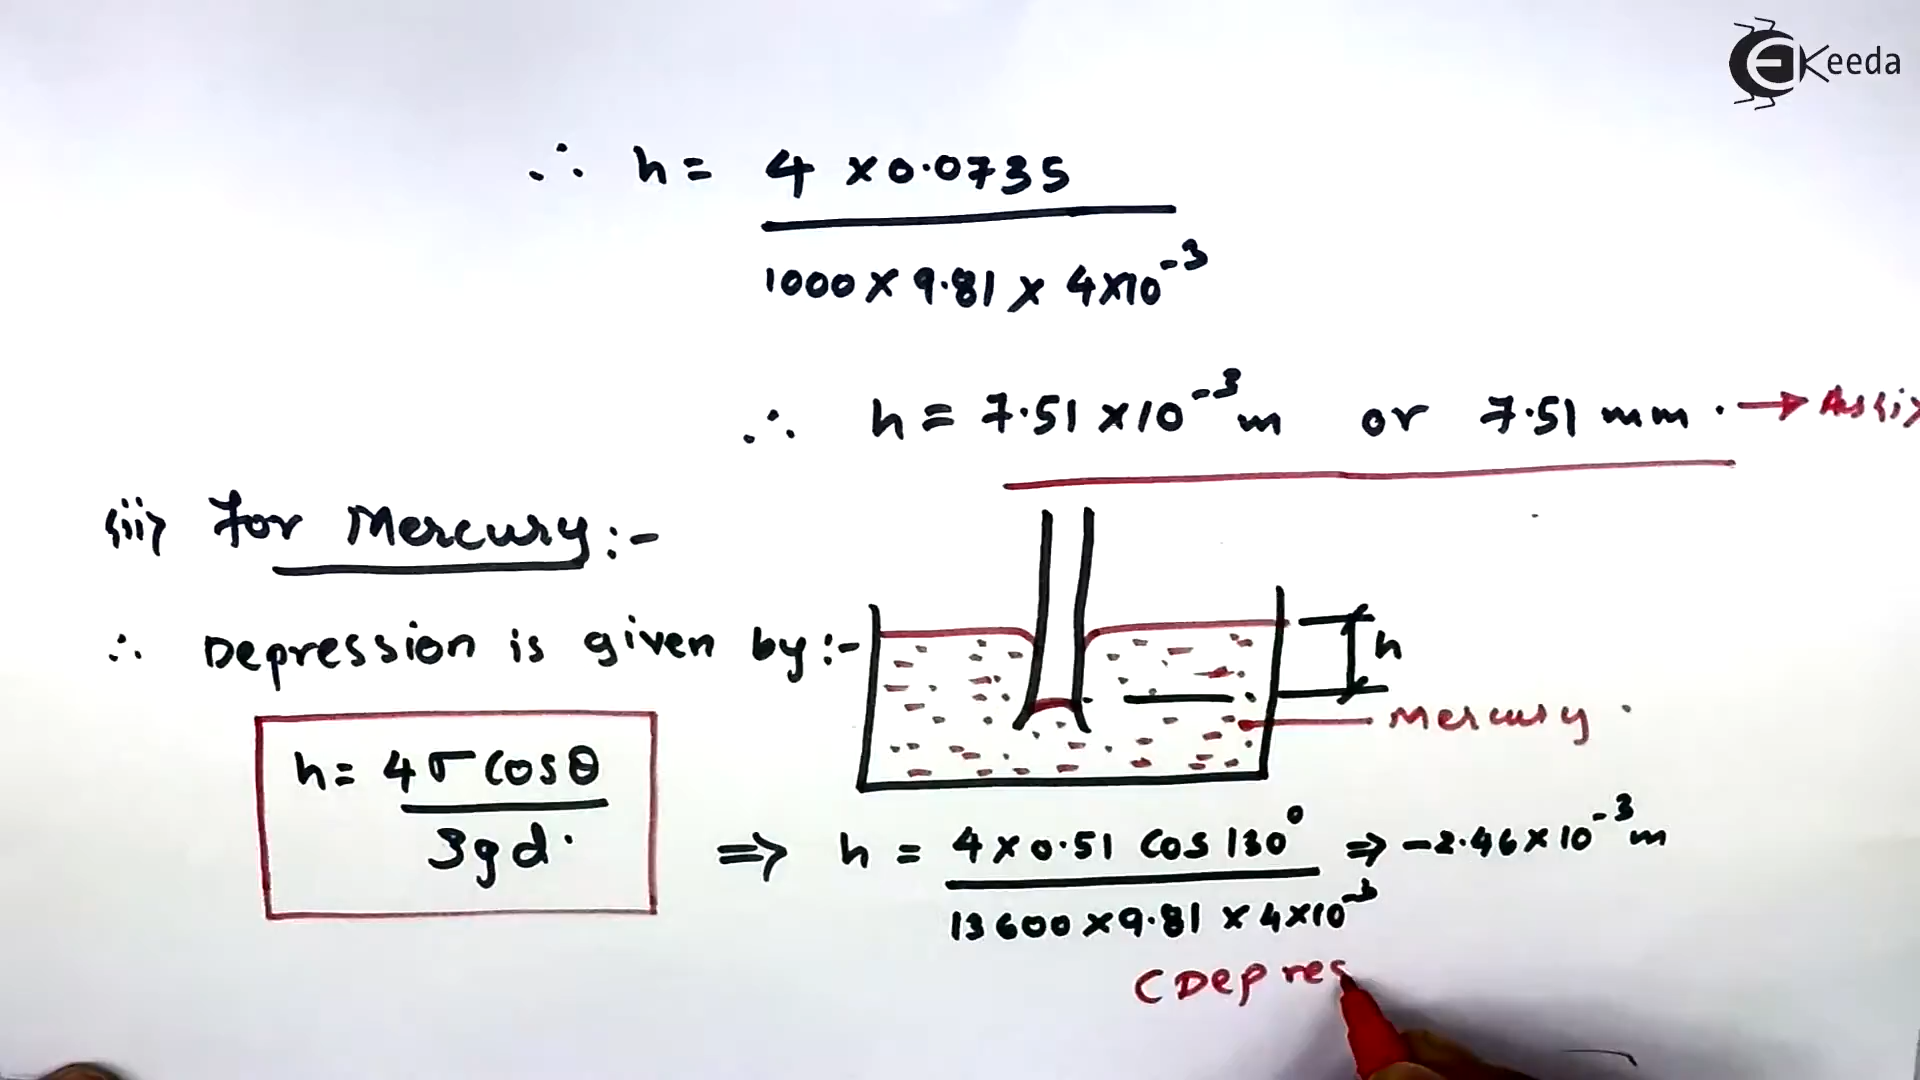 EKeeda
∴ h = 4 × 0.0735
1000 × 9.81 × 4×10⁻³
∴ h = 7.51 × 10⁻³ m or 7.51 mm. →
(ii) For Mercury:-
∴ Depression is given by:-
h
Mercury.
h = 4σ cosθ
ρgd.
⇒ h = 4 × 0.51 cos 130° ⇒ -2.46 × 10⁻³ m
13600 × 9.81 × 4×10⁻³
(Depres